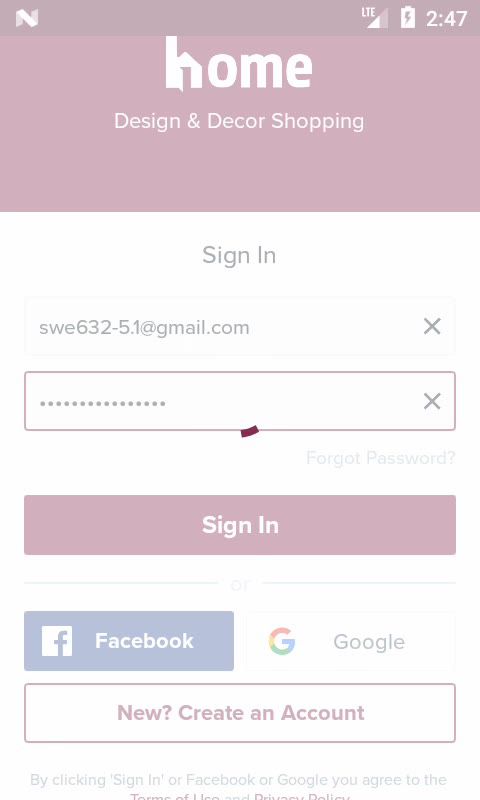 LTE 2:47
home
Design & Decor Shopping
Sign In
swe632-5.1@gmail.com
••••••••••••••••
Forgot Password?
Sign In
or
Facebook Google
New? Create an Account
By clicking 'Sign In' or Facebook or Google you agree to the
Terms of Use and Privacy Policy